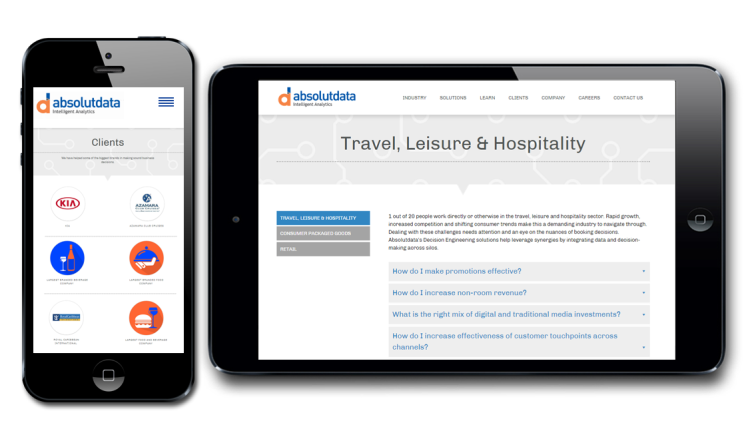 absolutdata
Intelligent Analytics
Clients
We have helped some of the biggest brands in making sound business
decisions
KIA
AZAMARA
KIA
AZAMARA CLUB CRUISES
LARGEST SPANISH BEVERAGE
COMPANY
LARGEST SPANISH FOOD
COMPANY
ROYAL CARIBBEAN
INTERNATIONAL
LARGEST FOOD AND BEVERAGE
COMPANY
absolutdata
Intelligent Analytics
INDUSTRY SOLUTIONS LEARN CLIENTS COMPANY CAREERS CONTACT US
Travel, Leisure & Hospitality
TRAVEL, LEISURE & HOSPITALITY
CONSUMER PACKAGED GOODS
RETAIL
1 out of 20 people work directly or otherwise in the travel, leisure and hospitality sector. Rapid growth,
increased competition and shifting consumer trends make this a demanding industry to navigate through.
Dealing with these challenges needs attention and an eye on the nuances of booking decisions.
Absolutdata's Decision Engineering solutions help leverage synergies by integrating data and decision-
making across silos.
How do I make promotions effective? +
How do I increase non-room revenue? +
What is the right mix of digital and traditional media investments? +
How do I increase effectiveness of customer touchpoints across
channels? +